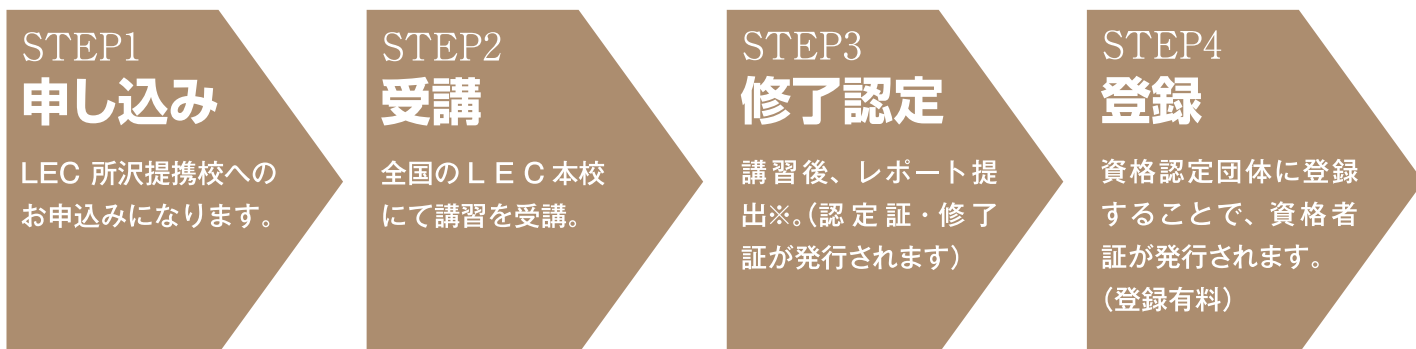 STEP1
申し込み
LEC 所沢提携校への
お申込みになります。
STEP2
受講
全国のＬＥＣ本校
にて講習を受講。
STEP3
修了認定
講習後、レポート提
出※。(認定証・修了
証が発行されます)
STEP4
登録
資格認定団体に登録
することで、資格者
証が発行されます。
(登録有料)